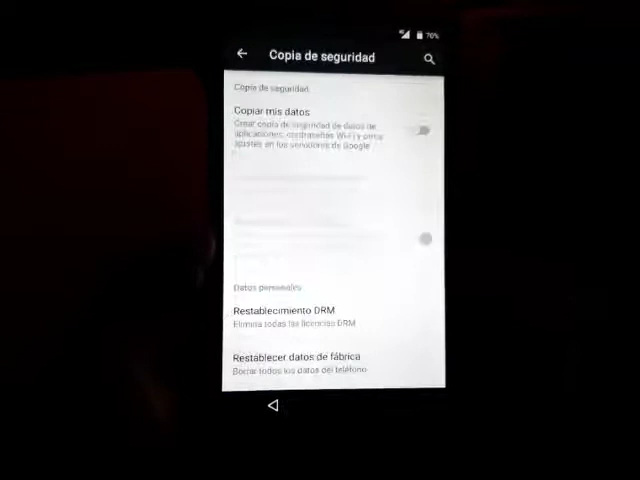 70%
Copia de seguridad
Copia de seguridad
Copiar mis datos
Crear copia de seguridad de datos de
aplicaciones, contraseñas Wi-Fi y otros
ajustes en los servidores de Google
Datos personales
Restablecimiento DRM
Elimina todas las licencias DRM
Restablecer datos de fábrica
Borrar todos los datos del teléfono